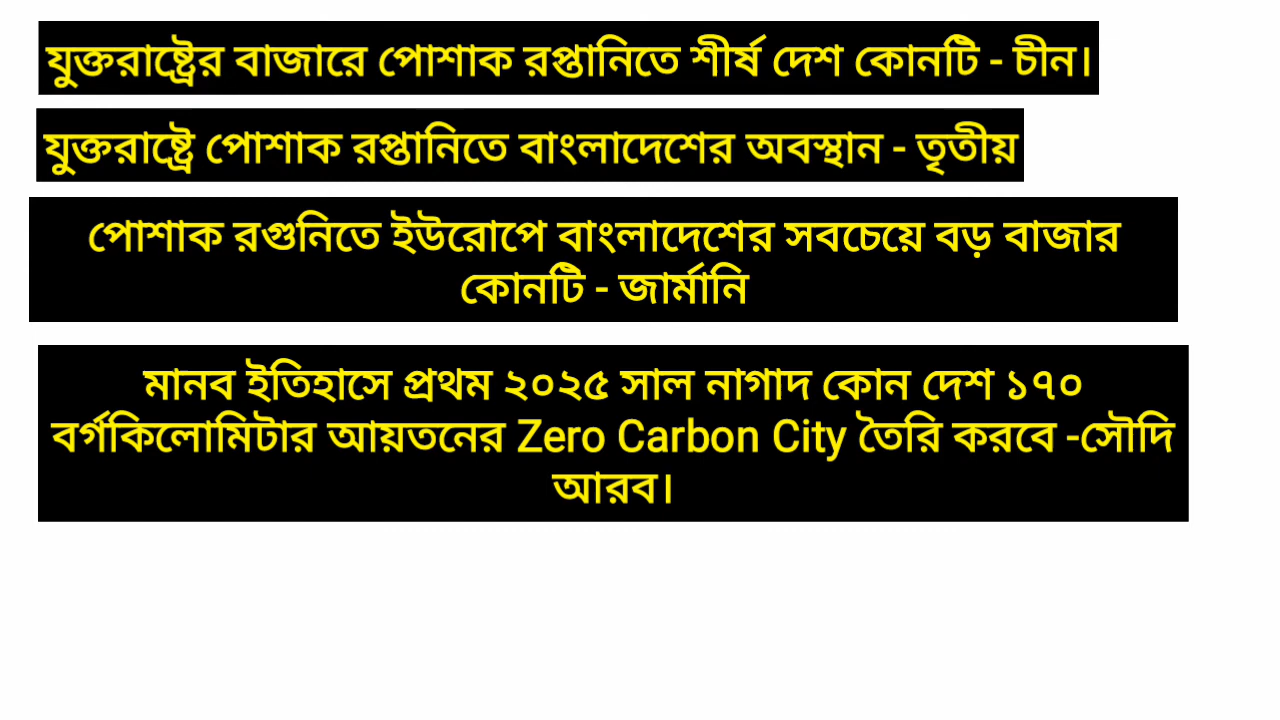 যুক্তরাষ্ট্রের বাজারে পোশাক রপ্তানিতে শীর্ষ দেশ কোনটি - চীন।
যুক্তরাষ্ট্রে পোশাক রপ্তানিতে বাংলাদেশের অবস্থান - তৃতীয়
পোশাক রগুনিতে ইউরোপে বাংলাদেশের সবচেয়ে বড় বাজার
কোনটি - জার্মানি
মানব ইতিহাসে প্রথম ২০২৫ সাল নাগাদ কোন দেশ ১৭০
বর্গকিলোমিটার আয়তনের Zero Carbon City তৈরি করবে -সৌদি
আরব।